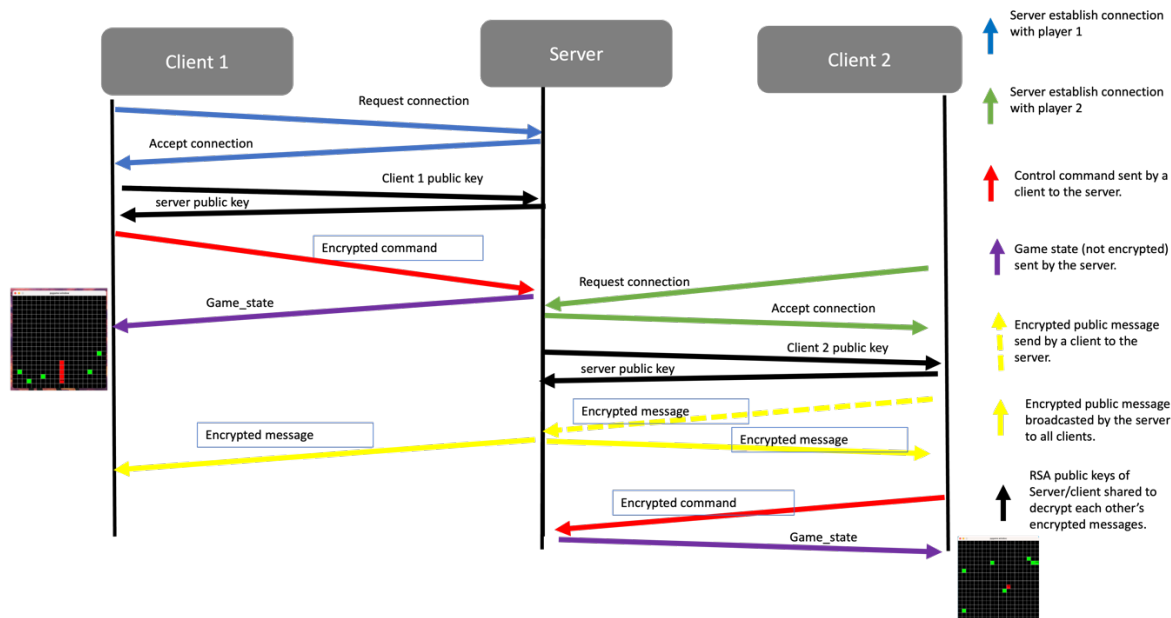 Client 1
Server
Client 2
Request connection
Accept connection
Client 1 public key
server public key
Encrypted command
Game_state
Request connection
Accept connection
Client 2 public key
server public key
Encrypted message
Encrypted message
Encrypted message
Encrypted command
Game_state
Server establish connection
with player 1
Server establish connection
with player 2
Control command sent by a
client to the server.
Game state (not encrypted)
sent by the server.
Encrypted public message
send by a client to the
server.
Encrypted public message
broadcasted by the server
to all clients.
RSA public keys of
Server/client shared to
decrypt each other's
encrypted messages.